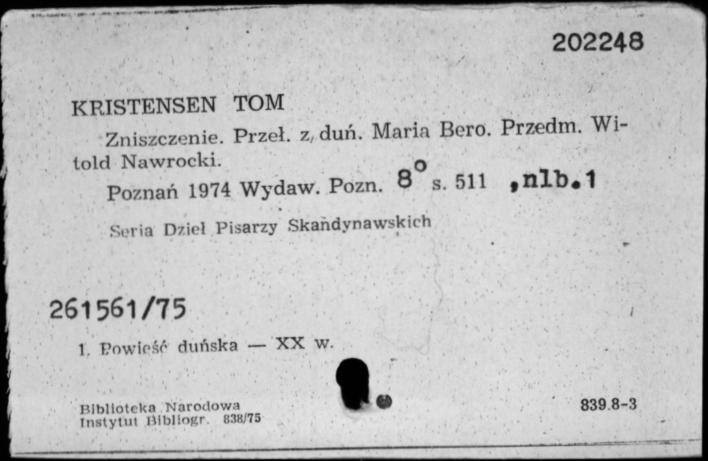 202248
KRISTENSEN TOM
Zniszczenie. Przeł. z duń. Maria Bero. Przedm. Wi-
told Nawrocki.
Poznań 1974 Wydaw. Pozn. 8° s. 511 ,nlb.1
Seria Dzieł Pisarzy Skandynawskich
261561/75
1. Powieść duńska — XX w.
Biblioteka Narodowa
Instytut Bibliogr. 838/75
839.8-3